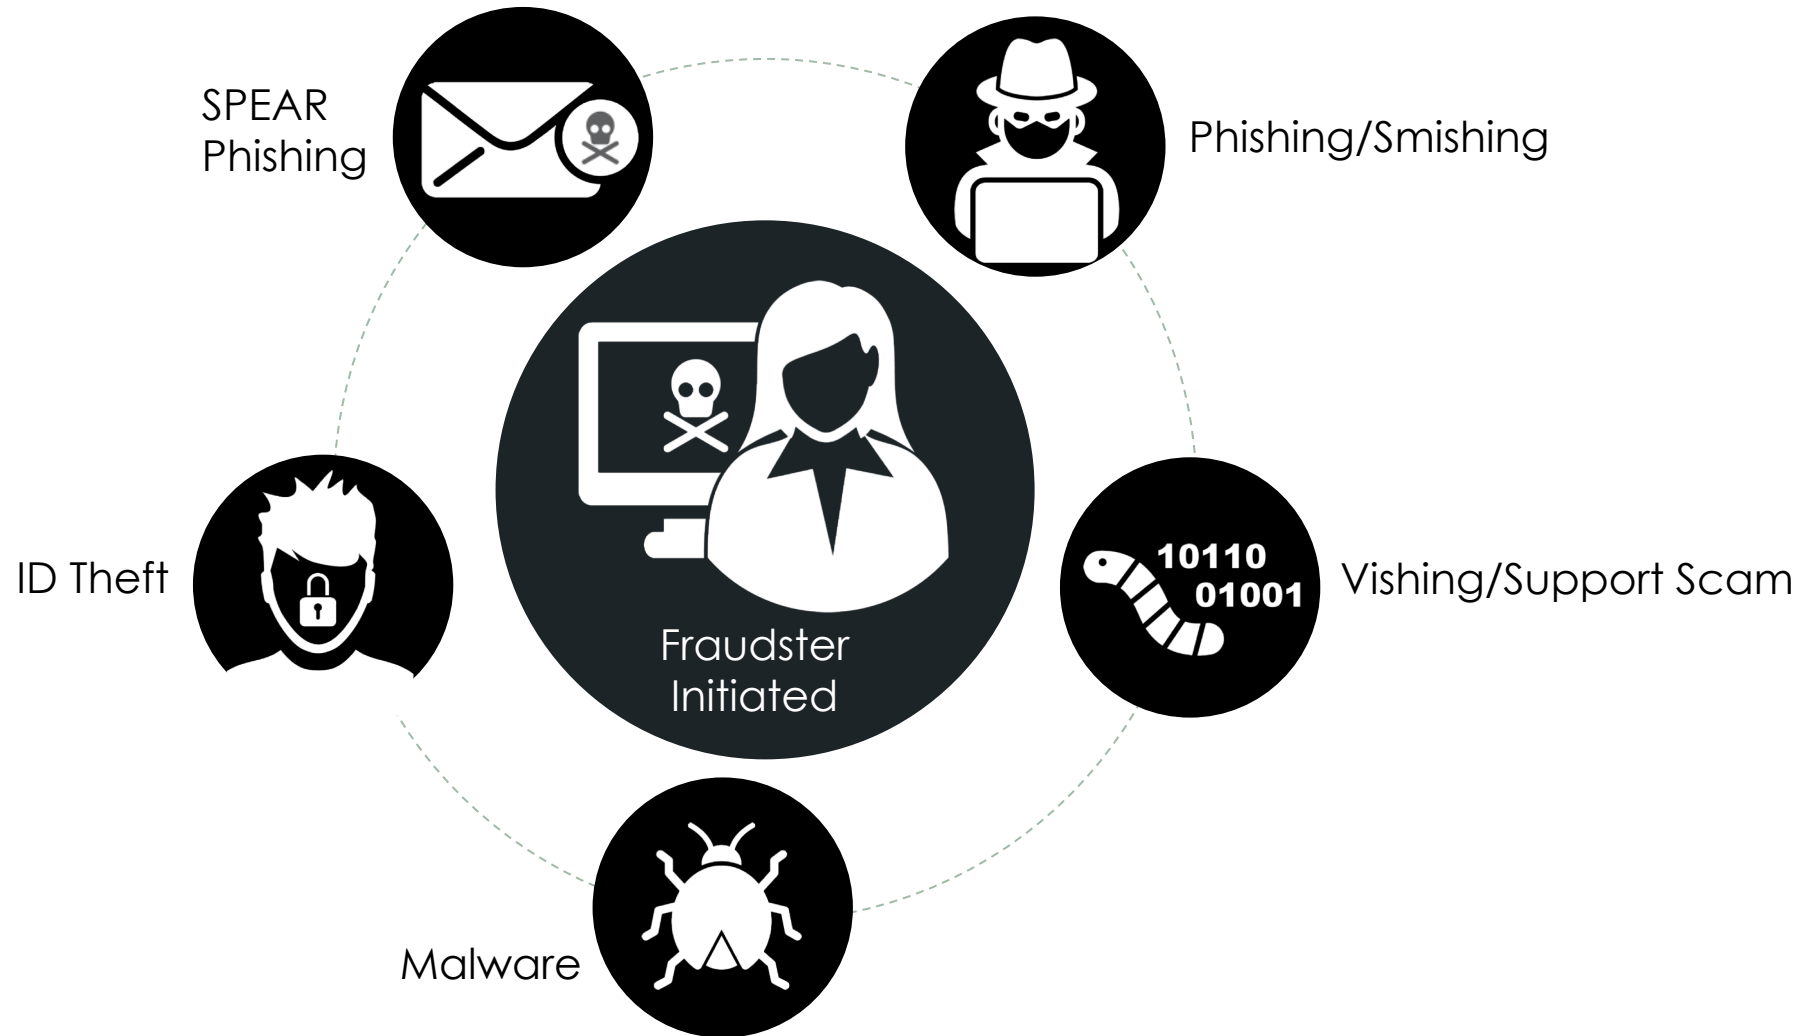 SPEAR
Phishing
Phishing/Smishing
ID Theft
10110
01001
Vishing/Support Scam
Fraudster
Initiated
Malware